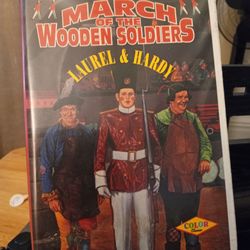 MARCH
OF THE
WOODEN SOLDIERS
LAUREL & HARDY
COLOR